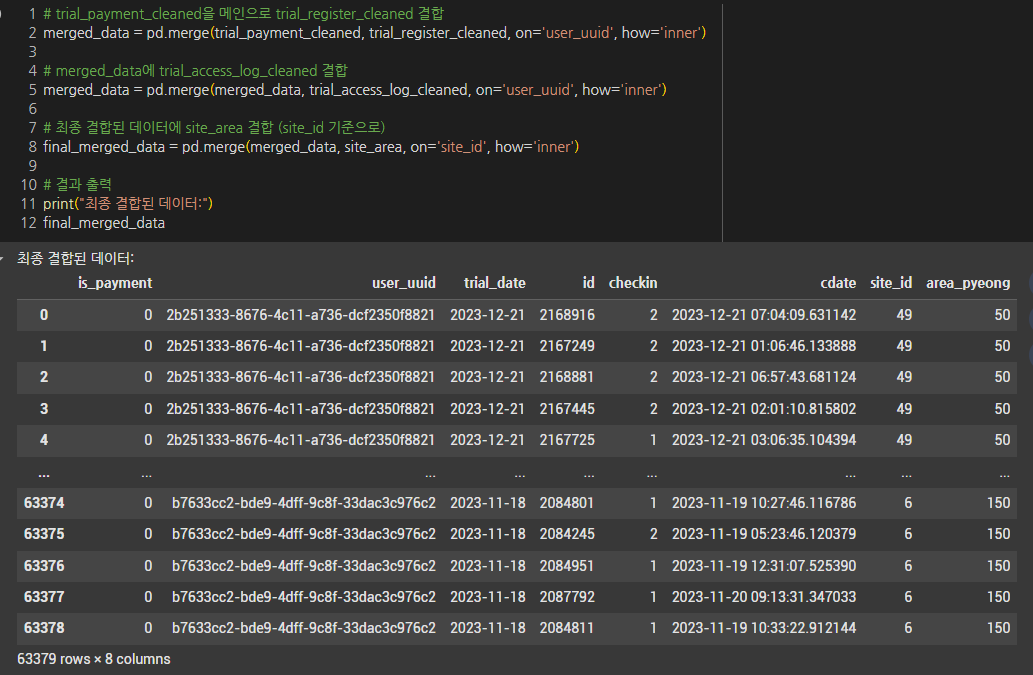 1 # trial_payment_cleaned을 메인으로 trial_register_cleaned 결합
2 merged_data = pd.merge(trial_payment_cleaned, trial_register_cleaned, on='user_uuid', how='inner')
3
4 # merged_data에 trial_access_log_cleaned 결합
5 merged_data = pd.merge(merged_data, trial_access_log_cleaned, on='user_uuid', how='inner')
6
7 # 최종 결합된 데이터에 site_area 결합 (site_id 기준으로)
8 final_merged_data = pd.merge(merged_data, site_area, on='site_id', how='inner')
9
10 # 결과 출력
11 print("최종 결합된 데이터:")
12 final_merged_data
최종 결합된 데이터:
is_payment user_uuid trial_date id checkin cdate site_id area_pyeong
0 0 2b251333-8676-4c11-a736-dcf2350f8821 2023-12-21 2168916 2 2023-12-21 07:04:09.631142 49 50
1 0 2b251333-8676-4c11-a736-dcf2350f8821 2023-12-21 2167249 2 2023-12-21 01:06:46.133888 49 50
2 0 2b251333-8676-4c11-a736-dcf2350f8821 2023-12-21 2168881 2 2023-12-21 06:57:43.681124 49 50
3 0 2b251333-8676-4c11-a736-dcf2350f8821 2023-12-21 2167445 2 2023-12-21 02:01:10.815802 49 50
4 0 2b251333-8676-4c11-a736-dcf2350f8821 2023-12-21 2167725 1 2023-12-21 03:06:35.104394 49 50
... ... ... ... ... ... ... ... ...
63374 0 b7633cc2-bde9-4dff-9c8f-33dac3c976c2 2023-11-18 2084801 1 2023-11-19 10:27:46.116786 6 150
63375 0 b7633cc2-bde9-4dff-9c8f-33dac3c976c2 2023-11-18 2084245 2 2023-11-19 05:23:46.120379 6 150
63376 0 b7633cc2-bde9-4dff-9c8f-33dac3c976c2 2023-11-18 2084951 1 2023-11-19 12:31:07.525390 6 150
63377 0 b7633cc2-bde9-4dff-9c8f-33dac3c976c2 2023-11-18 2087792 1 2023-11-20 09:13:31.347033 6 150
63378 0 b7633cc2-bde9-4dff-9c8f-33dac3c976c2 2023-11-18 2084811 1 2023-11-19 10:33:22.912144 6 150
63379 rows × 8 columns